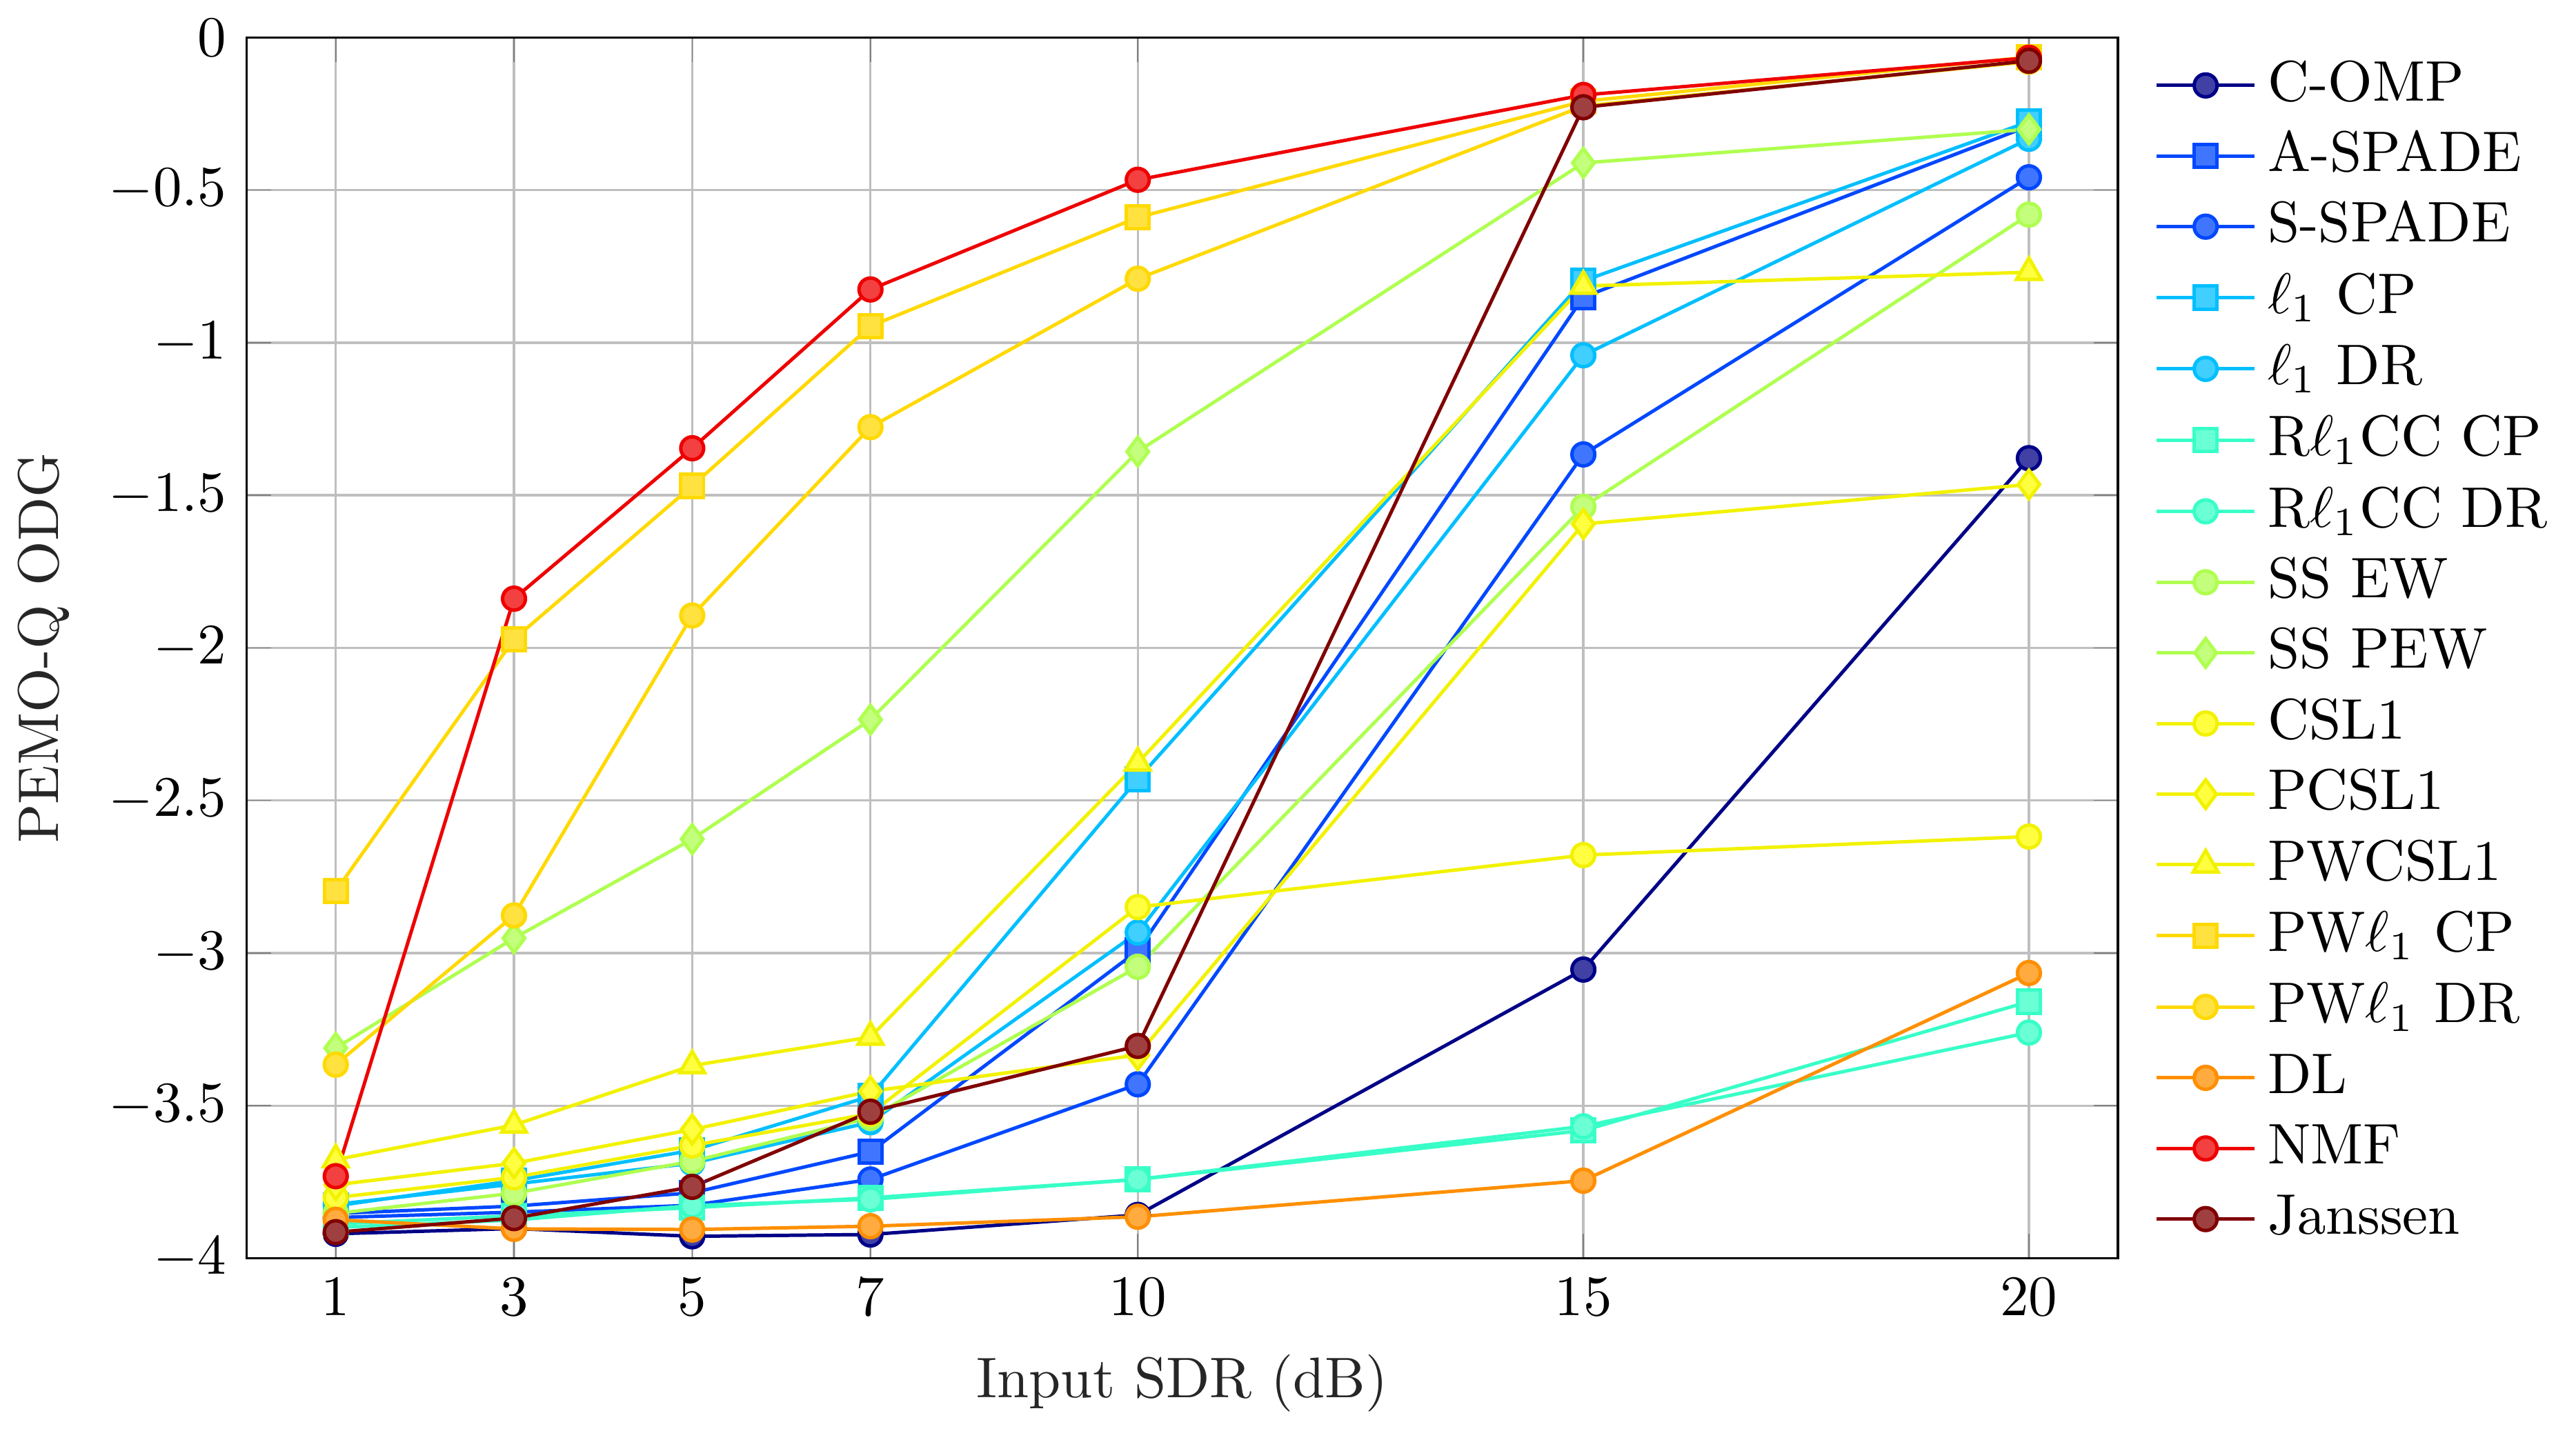 PEMO-Q ODG
0
−0.5
−1
−1.5
−2
−2.5
−3
−3.5
−4
1 3 5 7 10 15 20
Input SDR (dB)
C-OMP
A-SPADE
S-SPADE
ℓ₁ CP
ℓ₁ DR
Rℓ₁CC CP
Rℓ₁CC DR
SS EW
SS PEW
CSL1
PCSL1
PWCSL1
PWℓ₁ CP
PWℓ₁ DR
DL
NMF
Janssen